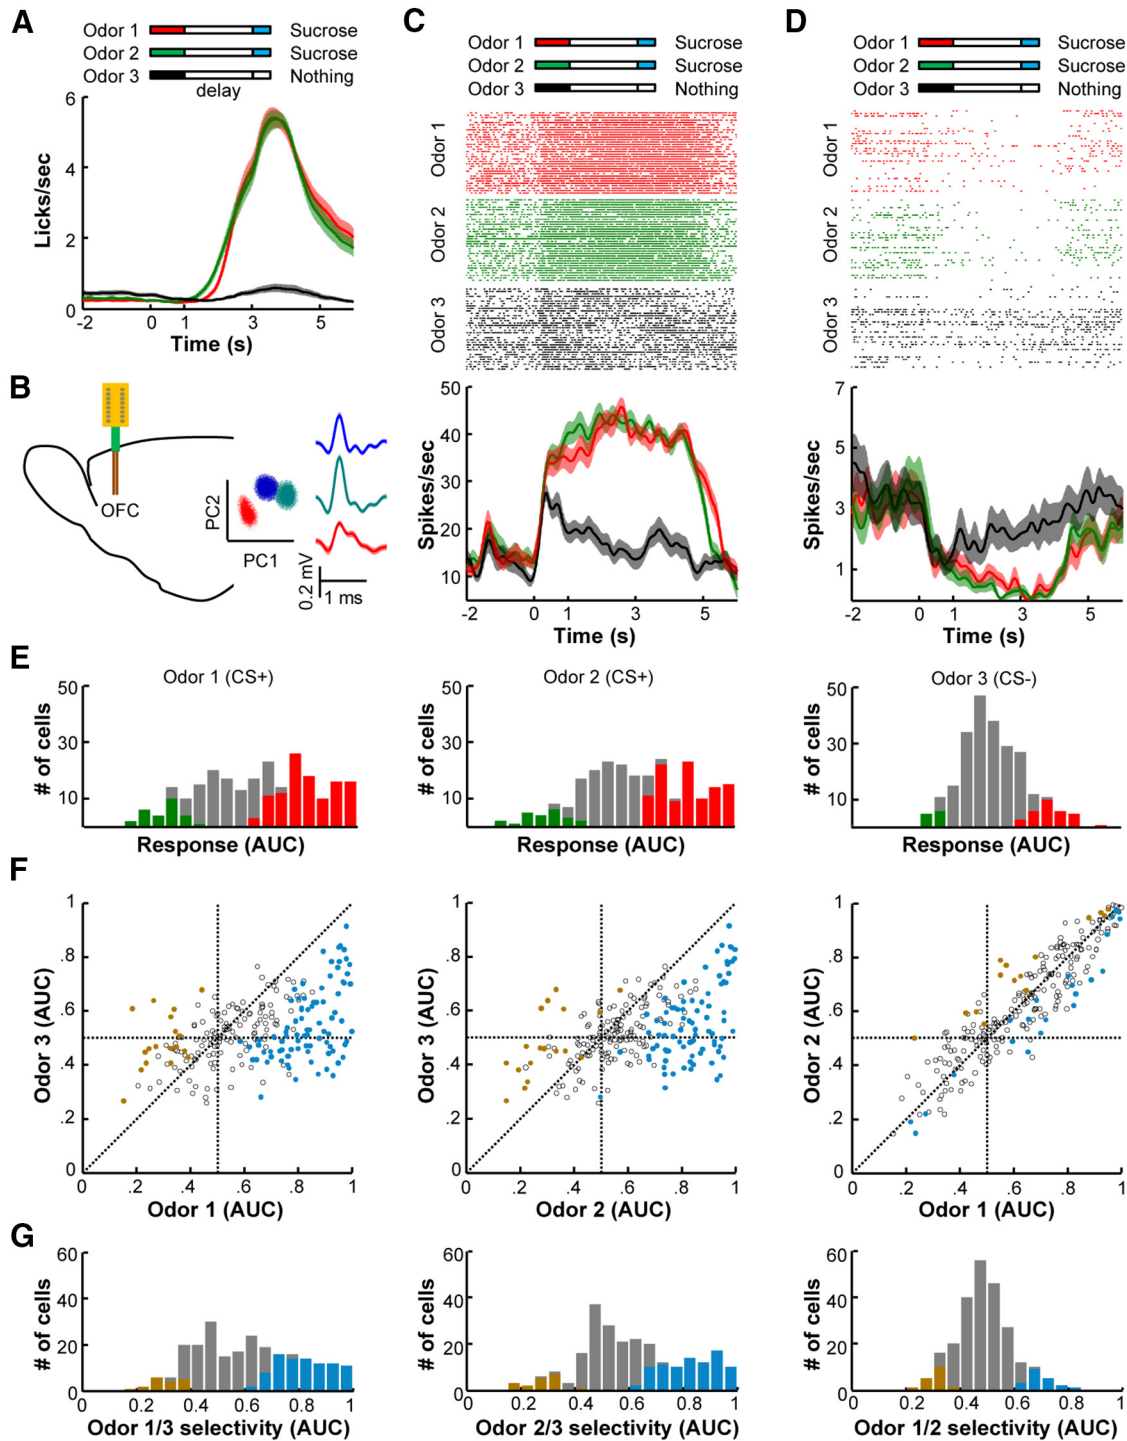 A
Odor 1 Sucrose
Odor 2 Sucrose
Odor 3 Nothing
delay
6
4
2
0
Licks/sec
-2 0 1 3 5
Time (s)
B
OFC
PC2
PC1
0.2 mV
1 ms
C
Odor 1 Sucrose
Odor 2 Sucrose
Odor 3 Nothing
Odor 1
Odor 2
Odor 3
50
40
30
20
10
Spikes/sec
-2 0 1 3 5
Time (s)
D
Odor 1 Sucrose
Odor 2 Sucrose
Odor 3 Nothing
Odor 1
Odor 2
Odor 3
7
5
3
1
Spikes/sec
-2 0 1 3 5
Time (s)
E
Odor 1 (CS+)
50
30
10
# of cells
Response (AUC)
Odor 2 (CS+)
50
30
10
# of cells
Response (AUC)
Odor 3 (CS-)
50
30
10
# of cells
Response (AUC)
F
1
.8
.6
.4
.2
0
Odor 3 (AUC)
0 .2 .4 .6 .8 1
Odor 1 (AUC)
1
.8
.6
.4
.2
0
Odor 3 (AUC)
0 .2 .4 .6 .8 1
Odor 2 (AUC)
1
.8
.6
.4
.2
0
Odor 2 (AUC)
0 .2 .4 .6 .8 1
Odor 1 (AUC)
G
60
40
20
0
# of cells
0 0.2 0.4 0.6 0.8 1
Odor 1/3 selectivity (AUC)
60
40
20
0
# of cells
0 0.2 0.4 0.6 0.8 1
Odor 2/3 selectivity (AUC)
60
40
20
0
# of cells
0 0.2 0.4 0.6 0.8 1
Odor 1/2 selectivity (AUC)